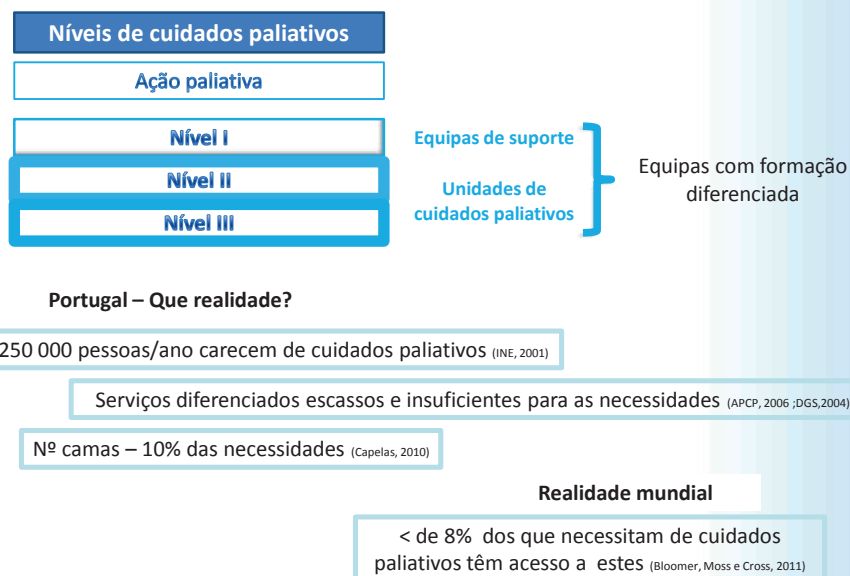 Níveis de cuidados paliativos
Ação paliativa
Nível I
Nível II
Nível III
Equipas de suporte
Unidades de
cuidados paliativos
Equipas com formação
diferenciada
Portugal – Que realidade?
250 000 pessoas/ano carecem de cuidados paliativos (INE, 2001)
Serviços diferenciados escassos e insuficientes para as necessidades (APCP, 2006 ;DGS,2004)
Nº camas – 10% das necessidades (Capelas, 2010)
Realidade mundial
< de 8% dos que necessitam de cuidados
paliativos têm acesso a estes (Bloomer, Moss e Cross, 2011)